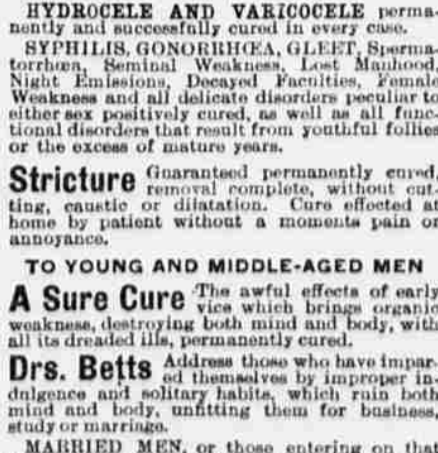 HYDROCELE AND VARICOCELE perma-
nently and successfully cured in every case.
SYPHILIS, GONORRHŒA, GLEET, Sperma-
torrhœa, Seminal Weakness, Lost Manhood,
Night Emissions, Decayed Faculties, Female
Weakness and all delicate disorders peculiar to
either sex positively cured, as well as all func-
tional disorders that result from youthful follies
or the excess of mature years.
Stricture Guaranteed permanently cured,
removal complete, without cut-
ting, caustic or dilatation. Cure effected at
home by patient without a moments pain or
annoyance.
TO YOUNG AND MIDDLE-AGED MEN
A Sure Cure The awful effects of early
vice which brings organic
weakness, destroying both mind and body, with
all its dreaded ills, permanently cured.
Drs. Betts Address those who have impar-
ed themselves by improper in-
dulgence and solitary habits, which ruin both
mind and body, unfitting them for business,
study or marriage.
MARRIED MEN, or those entering on that